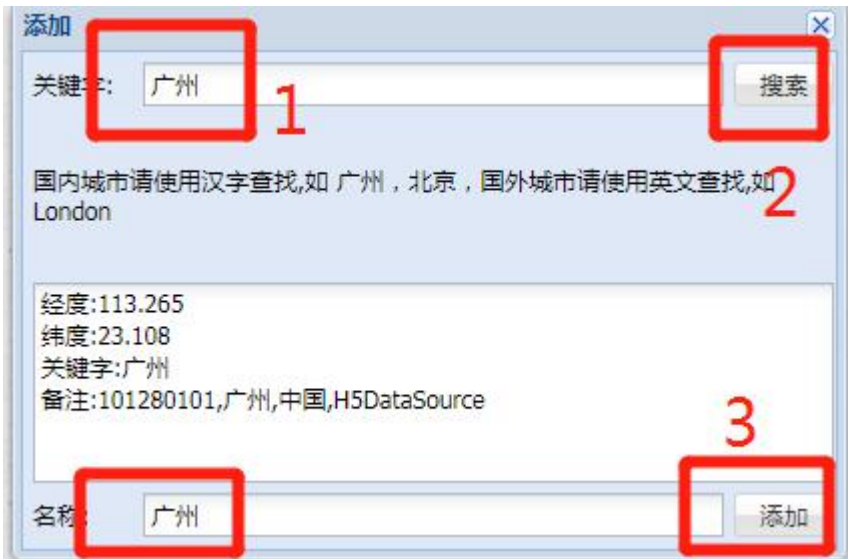 添加
关键字: 广州 搜索
1
2
国内城市请使用汉字查找,如 广州，北京，国外城市请使用英文查找,如
London
经度:113.265
纬度:23.108
关键字:广州
备注:101280101,广州,中国,H5DataSource
3
名称: 广州 添加